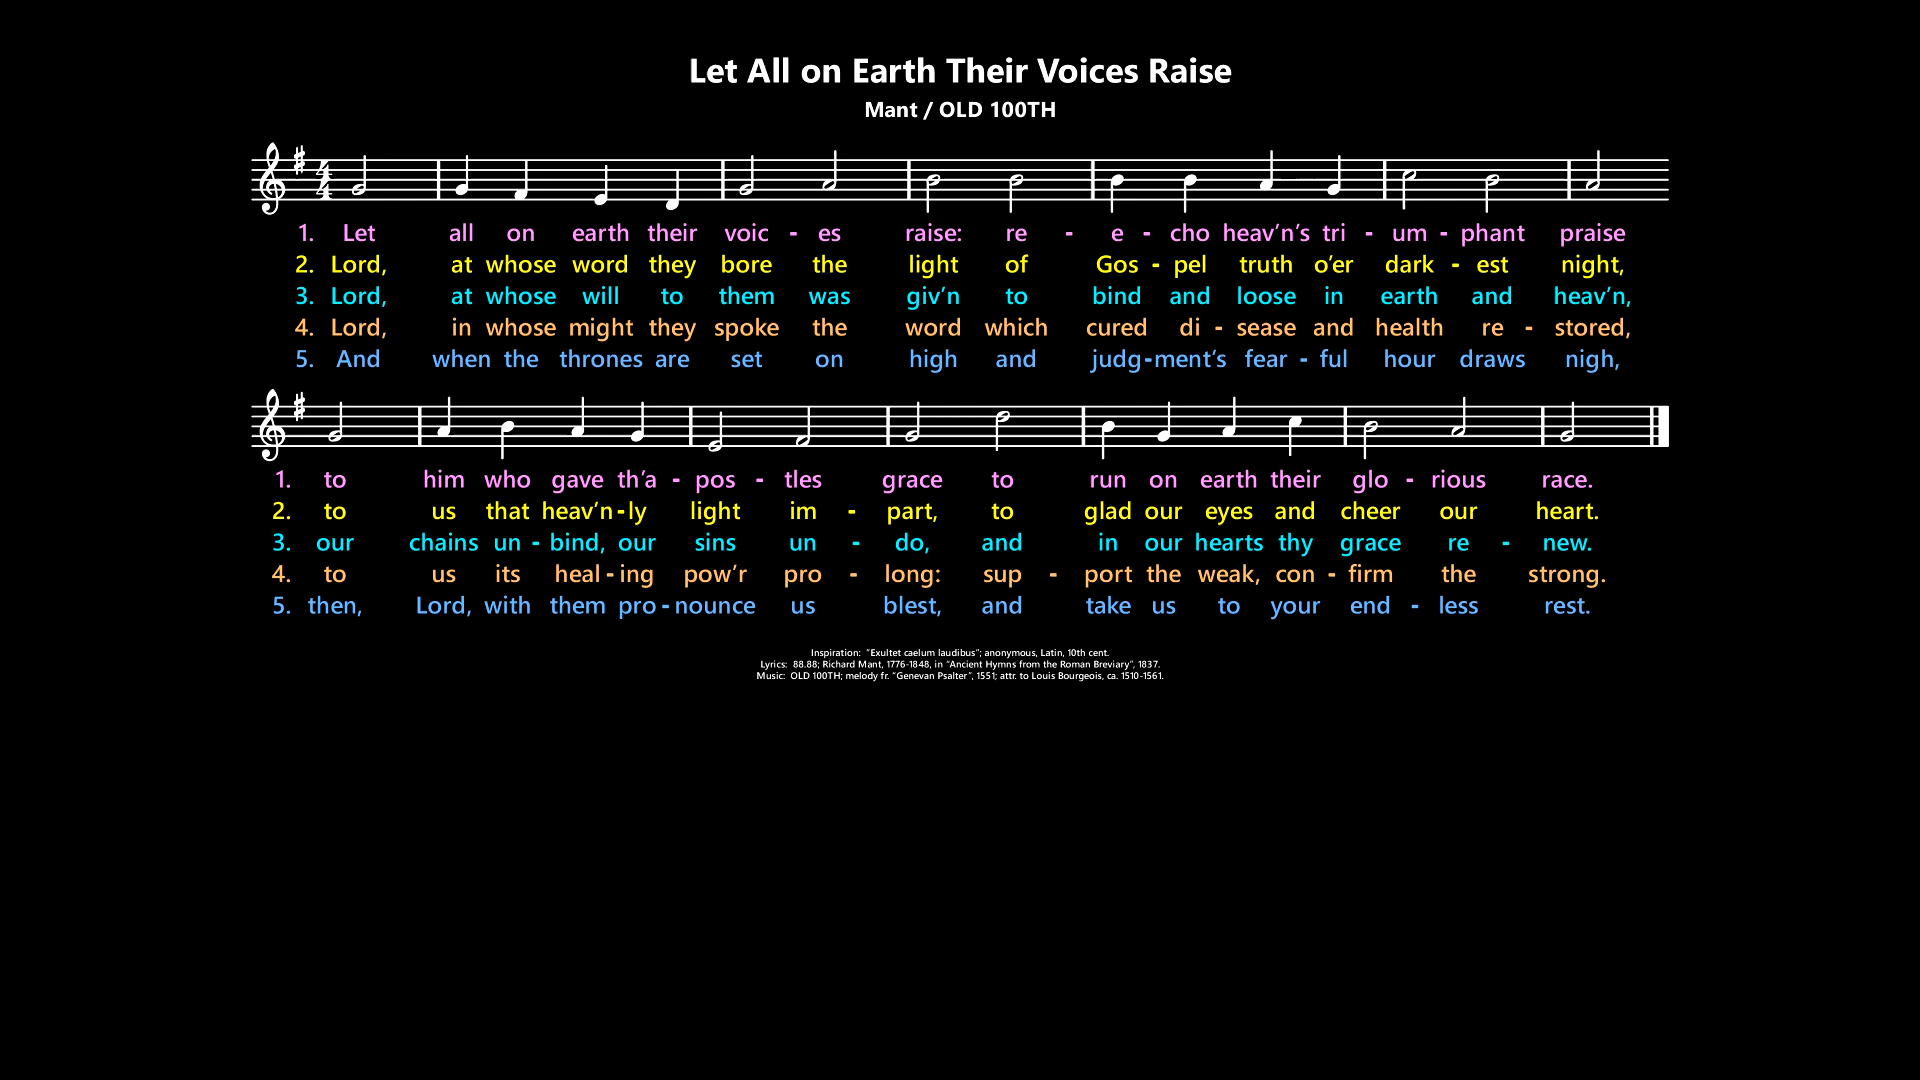 Let All on Earth Their Voices Raise
Mant / OLD 100TH
1. Let all on earth their voic - es raise: re - e - cho heav’n’s tri - um - phant praise
2. Lord, at whose word they bore the light of Gos - pel truth o’er dark - est night,
3. Lord, at whose will to them was giv’n to bind and loose in earth and heav’n,
4. Lord, in whose might they spoke the word which cured di - sease and health re - stored,
5. And when the thrones are set on high and judg - ment’s fear - ful hour draws nigh,
1. to him who gave th’a - pos - tles grace to run on earth their glo - rious race.
2. to us that heav’n - ly light im - part, to glad our eyes and cheer our heart.
3. our chains un - bind, our sins un - do, and in our hearts thy grace re - new.
4. to us its heal - ing pow’r pro - long: sup - port the weak, con - firm the strong.
5. then, Lord, with them pro - nounce us blest, and take us to your end - less rest.
Inspiration: “Exultet caelum laudibus”; anonymous, Latin, 10th cent.
Lyrics: 88.88; Richard Mant, 1776-1848, in “Ancient Hymns from the Roman Breviary”, 1837.
Music: OLD 100TH; melody fr. “Genevan Psalter”, 1551; attr. to Louis Bourgeois, ca. 1510-1561.